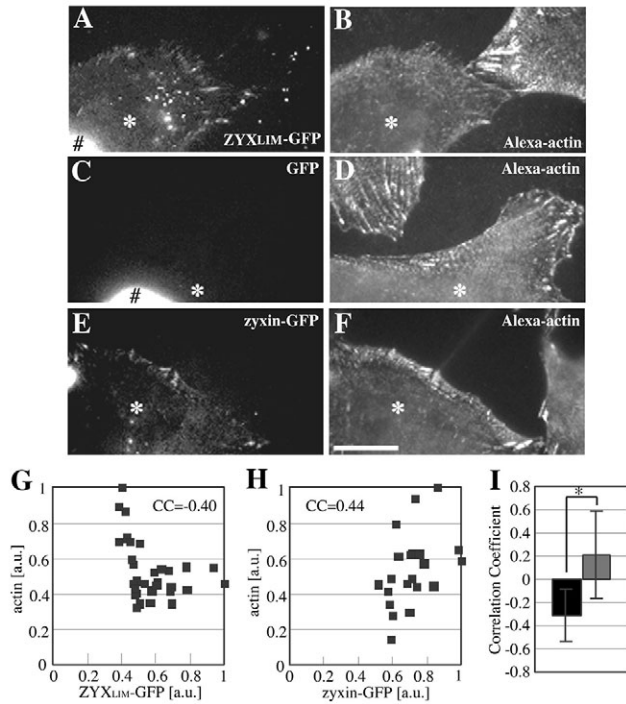 A
*
#
ZYXLIM-GFP
B
*
Alexa-actin
C
GFP
#
*
D
Alexa-actin
*
E
zyxin-GFP
*
F
Alexa-actin
*
G
CC=-0.40
actin [a.u.]
1
0.8
0.6
0.4
0.2
0
0 0.2 0.4 0.6 0.8 1
ZYXLIM-GFP [a.u.]
H
CC=0.44
actin [a.u.]
1
0.8
0.6
0.4
0.2
0
0 0.2 0.4 0.6 0.8 1
zyxin-GFP [a.u.]
I
*
Correlation Coefficient
0.8
0.6
0.4
0.2
0
-0.2
-0.4
-0.6
-0.8